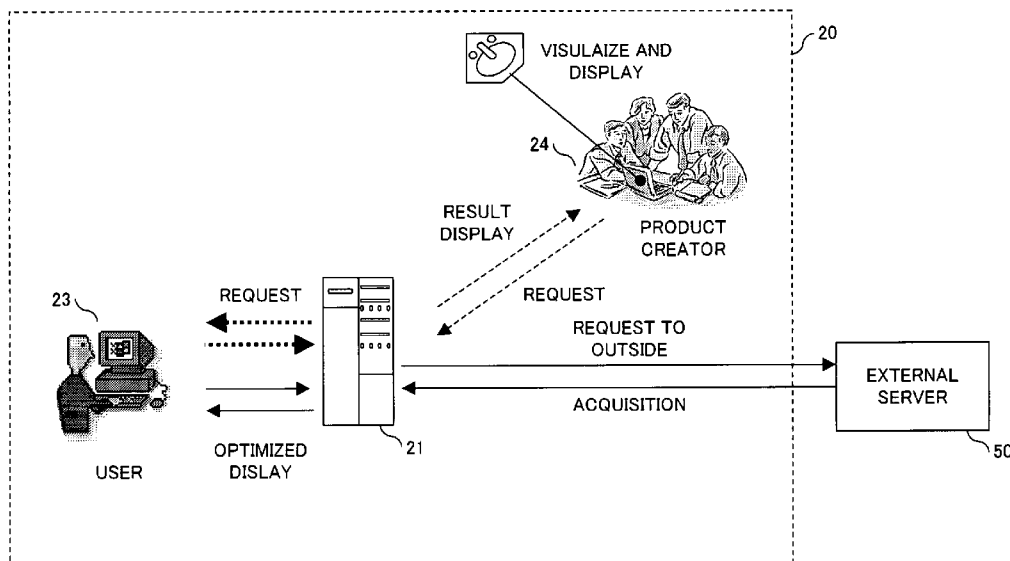 20
VISULAIZE AND
DISPLAY
24
RESULT
DISPLAY
PRODUCT
CREATOR
23
REQUEST
REQUEST
REQUEST TO
OUTSIDE
EXTERNAL
SERVER
ACQUISITION
21
50
OPTIMIZED
DISLAY
USER